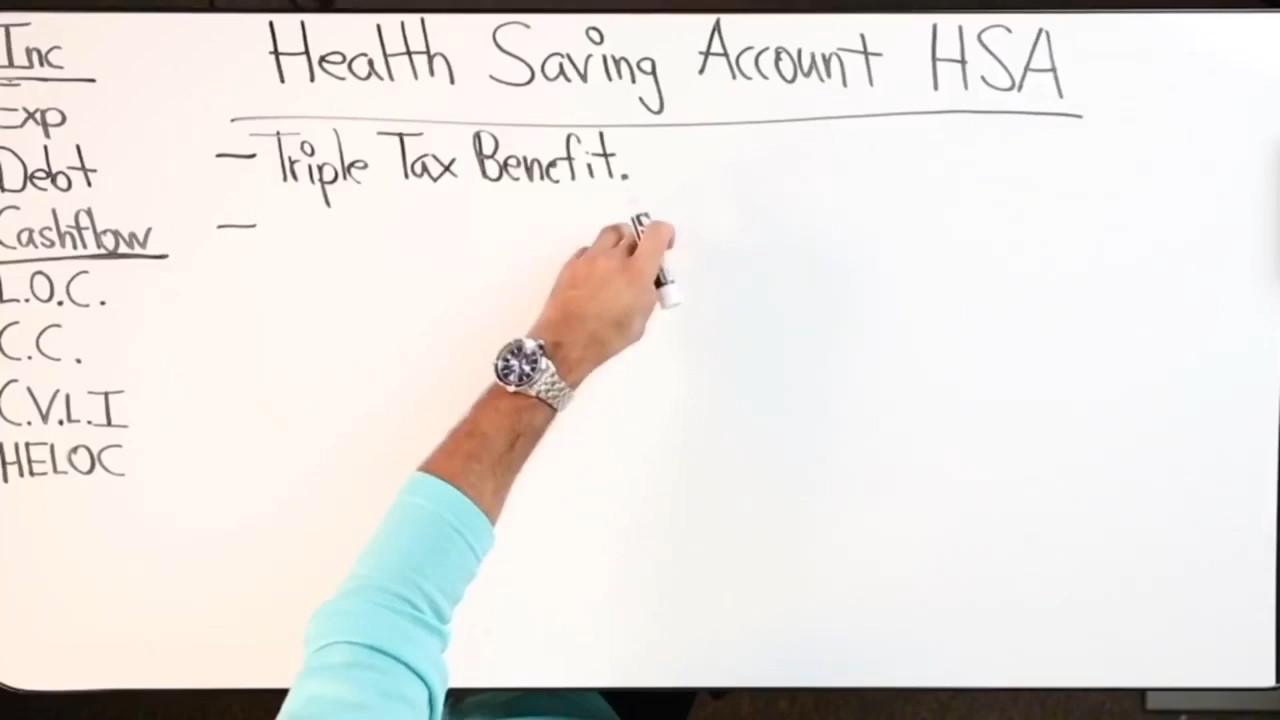 Inc
Exp
Debt
Cashflow
L.O.C.
C.C.
C.V.L.I
HELOC
Health Saving Account HSA
- Triple Tax Benefit.
-